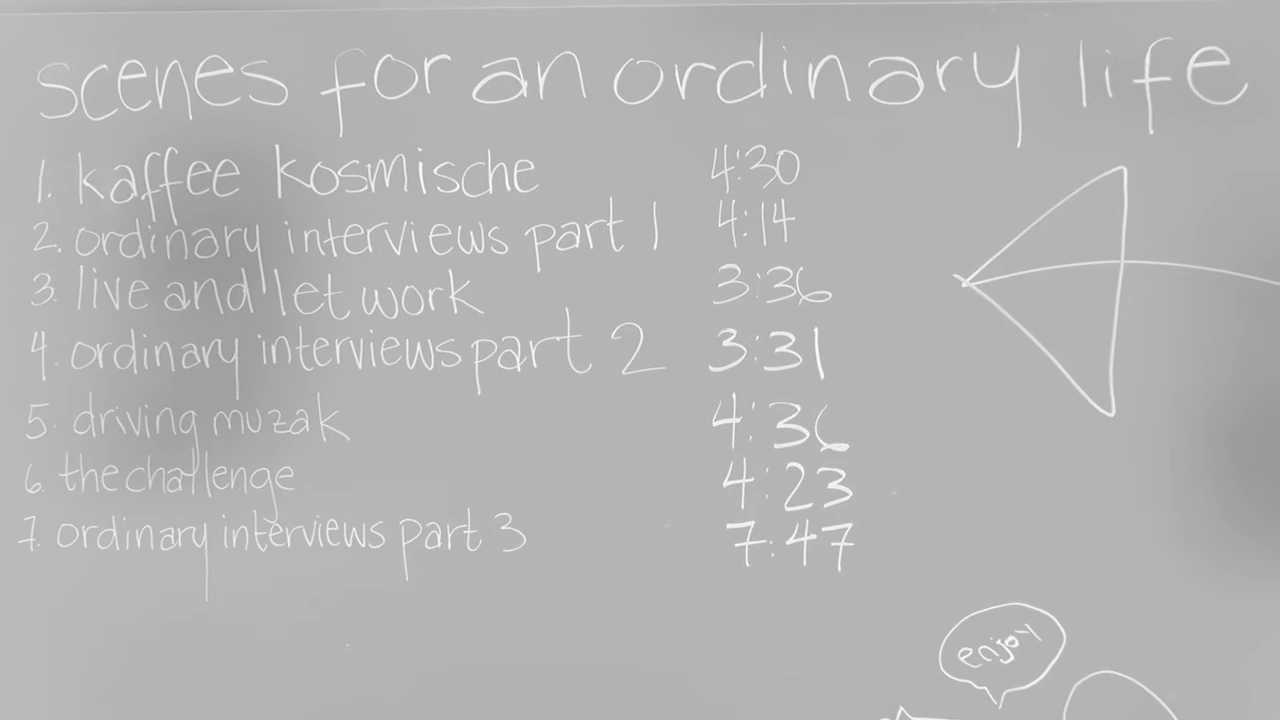 scenes for an ordinary life
1. kaffee kosmische 4:30
2. ordinary interviews part 1 4:14
3. live and let work 3:36
4. ordinary interviews part 2 3:31
5. driving muzak 4:36
6. the challenge 4:23
7. ordinary interviews part 3 7:47
enjoy